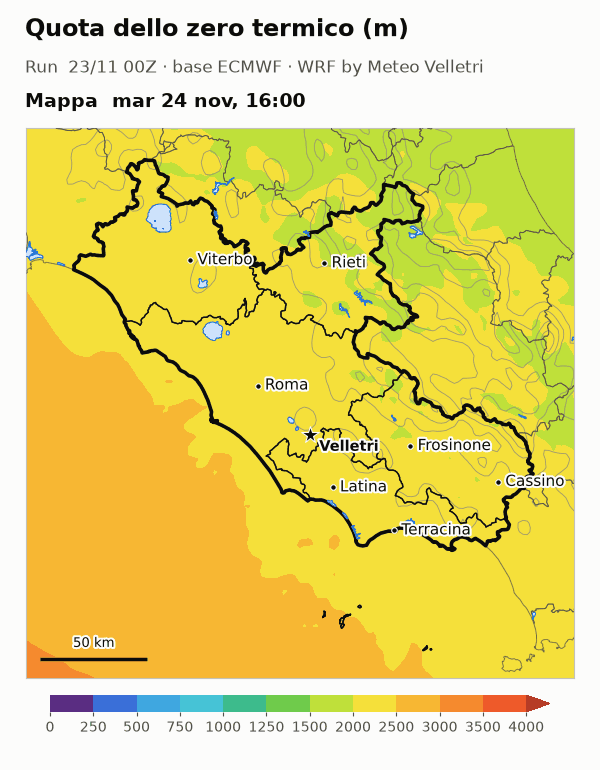 Quota dello zero termico (m)
Run  23/11 00Z · base ECMWF · WRF by Meteo Velletri
Mappa  mar 24 nov, 16:00
Viterbo
Rieti
Roma
Velletri
Frosinone
Cassino
Latina
Terracina
50 km
0 250 500 750 1000 1250 1500 2000 2500 3000 3500 4000